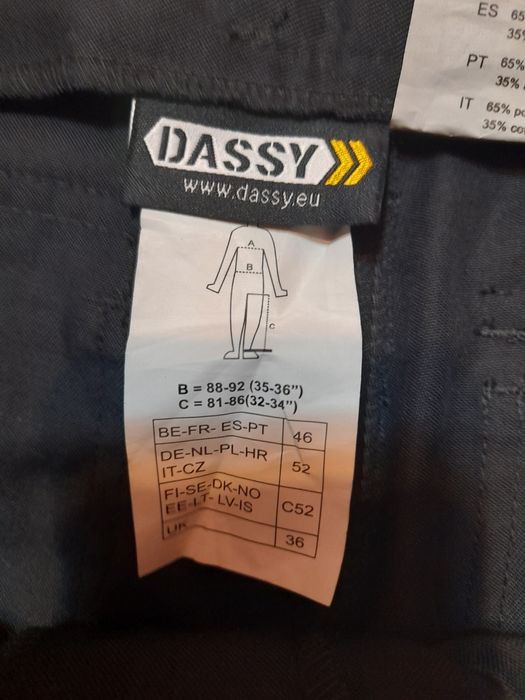 DASSY
www.dassy.eu
ES 65
35%
PT 65%
35%
IT 65% po
35% co
A
B
C
B = 88-92 (35-36”)
C = 81-86(32-34”)
BE-FR- ES-PT 46
DE-NL-PL-HR
IT-CZ 52
FI-SE-DK-NO
EE-LT- LV-IS C52
UK 36